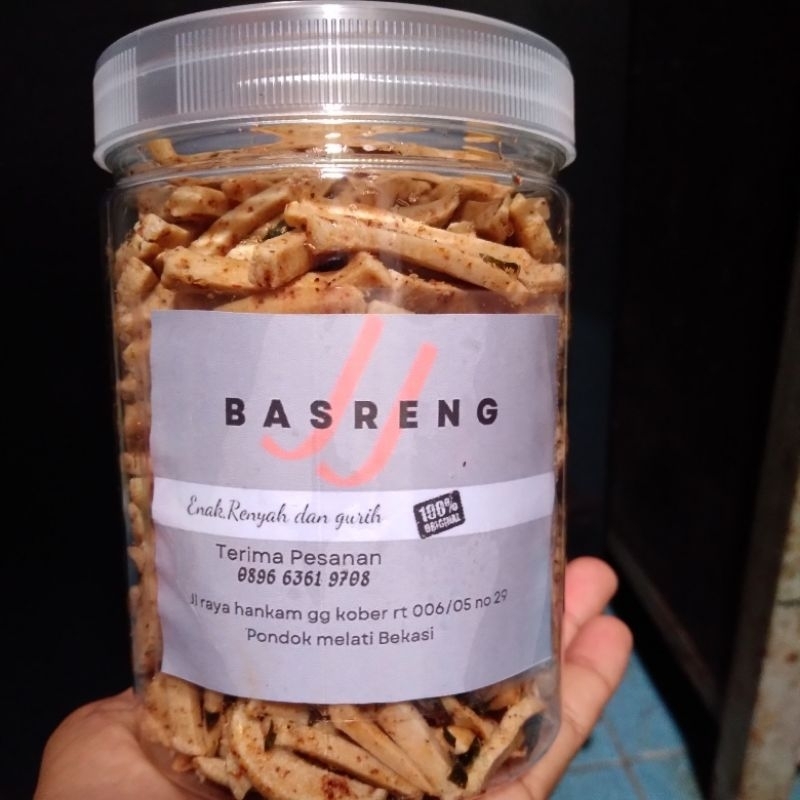 JJ
BASRENG
Enak.Renyah dan gurih
100%
ORIGINAL
Terima Pesanan
0896 6361 9708
Jl raya hankam gg kober rt 006/05 no 29
Pondok melati Bekasi